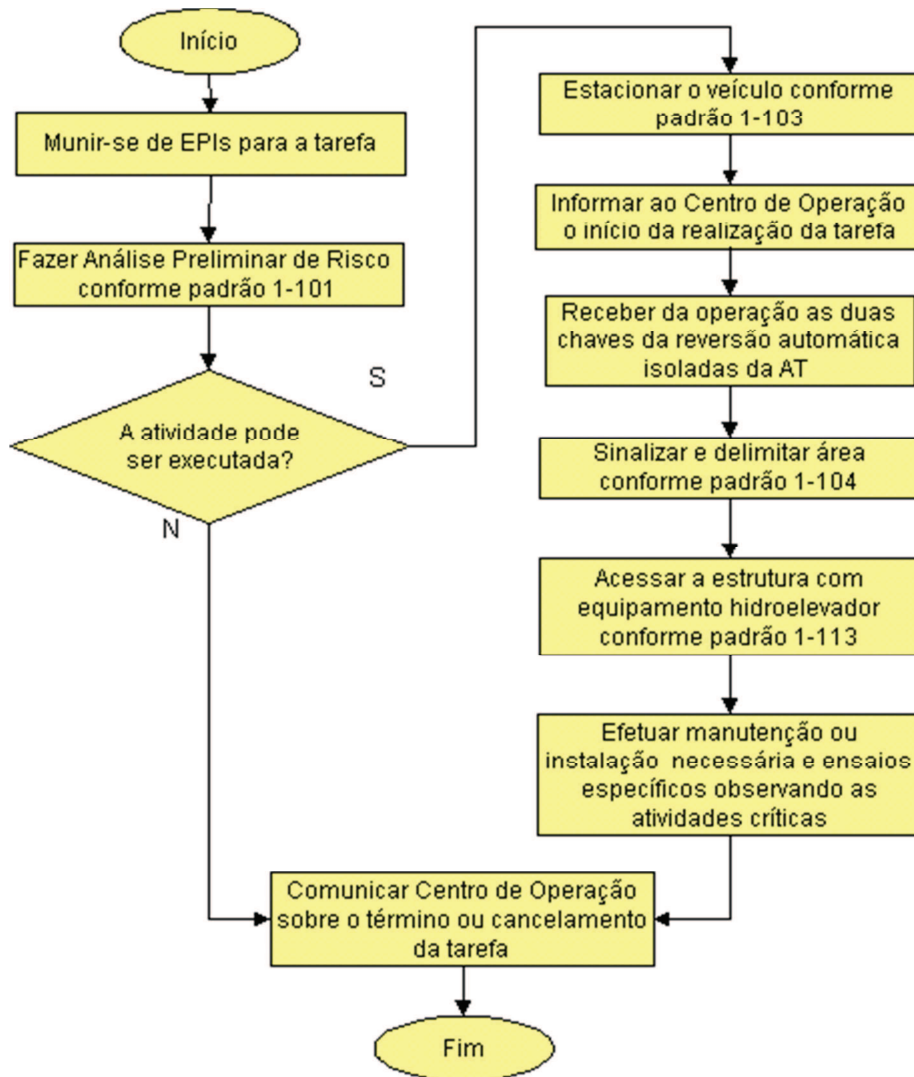 Início
Munir-se de EPIs para a tarefa
Fazer Análise Preliminar de Risco
conforme padrão 1-101
S
A atividade pode
ser executada?
N
Estacionar o veículo conforme
padrão 1-103
Informar ao Centro de Operação
o início da realização da tarefa
Receber da operação as duas
chaves da reversão automática
isoladas da AT
Sinalizar e delimitar área
conforme padrão 1-104
Acessar a estrutura com
equipamento hidroelevador
conforme padrão 1-113
Efetuar manutenção ou
instalação necessária e ensaios
específicos observando as
atividades críticas
Comunicar Centro de Operação
sobre o término ou cancelamento
da tarefa
Fim